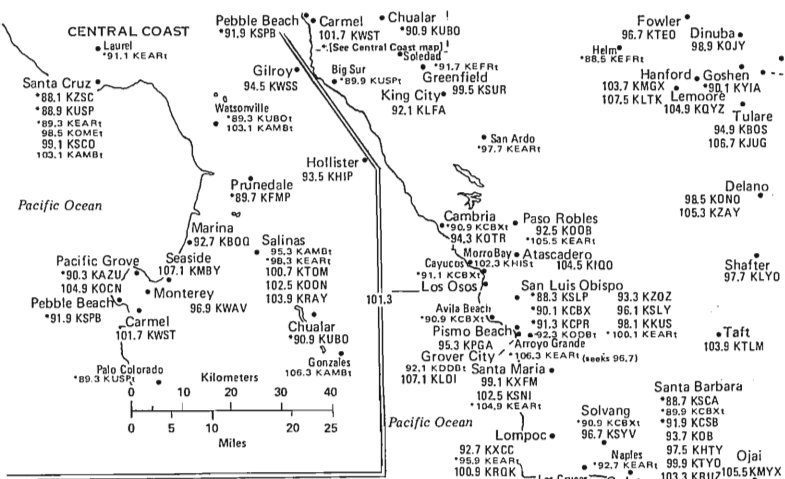 CENTRAL COAST
Laurel
*91.1 KEARt
Santa Cruz
*88.1 KZSC
*88.9 KUSP
*89.3 KEARt
98.5 KOMEt
99.1 KSCO
103.1 KAMBt
Pacific Ocean
Gilroy
94.5 KWSS
Watsonville
*89.3 KUBOt
103.1 KAMBt
Hollister
93.5 KHIP
Prunedale
*89.7 KFMP
Marina
92.7 KBOQ
Seaside
107.1 KMBY
Pacific Grove
*90.3 KAZU
104.9 KOCN
Pebble Beach
*91.9 KSPB
Monterey
96.9 KWAV
Carmel
101.7 KWST
Salinas
95.3 KAMBt
*98.3 KEARt
100.7 KTOM
102.5 KDON
103.9 KRAY
Chualar
*90.9 KUBO
Gonzales
106.3 KAMBt
Palo Colorado
*89.3 KUSPt
Kilometers
0 10 20 30 40
0 5 10 20 25
Miles
Pebble Beach
*91.9 KSPB
Carmel
101.7 KWST
Chualar
*90.9 KUBO
[See Central Coast map]
Soledad
*91.7 KEFRt
Big Sur
*89.9 KUSPt
Greenfield
99.5 KSUR
King City
92.1 KLFA
San Ardo
*97.7 KEARt
Fowler
96.7 KTEO
Dinuba
98.9 KOJY
Helm
*88.5 KEFRt
Hanford
103.7 KMGX
107.5 KLTK
Goshen
*90.1 KYIA
Lemoore
104.9 KQYZ
Tulare
94.9 KBOS
106.7 KJUG
Delano
98.5 KDNO
105.3 KZAY
Shafter
97.7 KLYD
Taft
103.9 KTLM
Cambria
*90.9 KCBXt
94.3 KOTR
Paso Robles
92.5 KDDB
*105.5 KEARt
Morro Bay
102.3 KHISt
Atascadero
104.5 KIQO
Cayucos
*91.1 KCBXt
Los Osos
101.3
San Luis Obispo
*88.3 KSLP
*90.1 KCBX
*91.3 KCPR
*92.3 KDDBt
93.3 KZOZ
96.1 KSLY
98.1 KKUS
*100.1 KEARt
Avila Beach
*90.9 KCBXt
Pismo Beach
95.3 KPGA
Arroyo Grande
*106.3 KEARt (seeks 96.7)
Grover City
92.1 KDDBt
107.1 KLOI
Santa Maria
99.1 KXFM
102.5 KSNI
*104.9 KEARt
Pacific Ocean
Lompoc
92.7 KXCC
*95.9 KEARt
100.9 KRQK
Solvang
*90.9 KCBXt
96.7 KSYV
Naples
*92.7 KEARt
Santa Barbara
*88.7 KSCA
*89.9 KCBXt
*91.9 KCSB
93.7 KDB
97.5 KHTY
99.9 KTYD
103.3 KRUZ
Ojai
105.5 KMYX